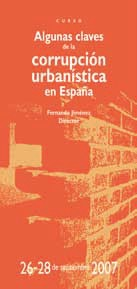 CURSO
Algunas claves
de la
corrupción
urbanística
en España
Fernando Jiménez
Director
26-28 de septiembre 2007